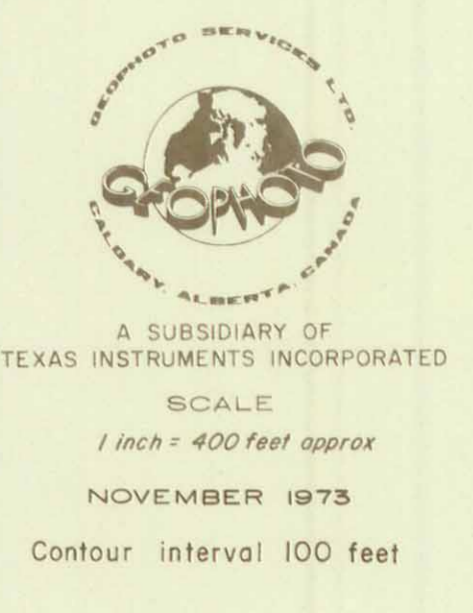 GEOPHOTO SERVICES LTD.
GEOPHOTO
CALGARY, ALBERTA, CANADA
A SUBSIDIARY OF
TEXAS INSTRUMENTS INCORPORATED
SCALE
1 inch = 400 feet approx
NOVEMBER 1973
Contour interval 100 feet